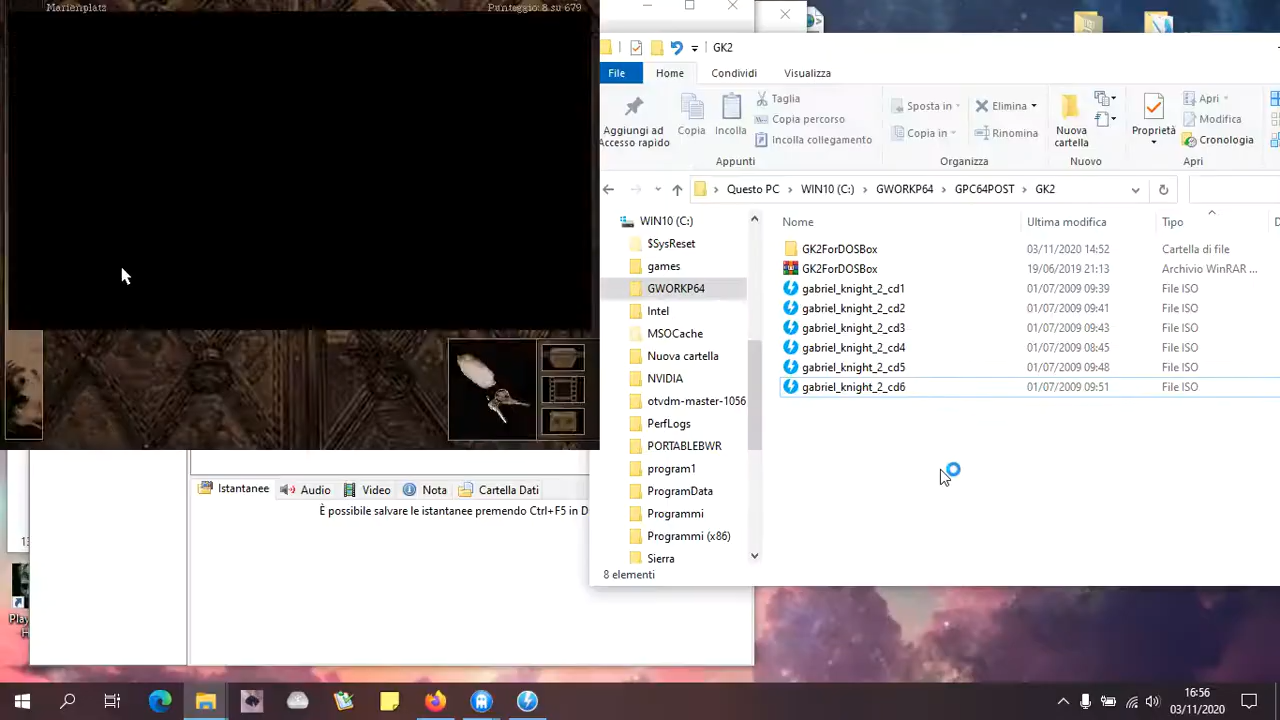 Marienplatz
Punteggio: 8 su 679
GK2
File
Home
Condividi
Visualizza
Aggiungi ad
Accesso rapido
Copia
Incolla
Taglia
Copia percorso
Incolla collegamento
Appunti
Sposta in
Copia in
Elimina
Rinomina
Organizza
Nuova
cartella
Nuovo
Proprietà
Apri
Modifica
Cronologia
Apri
Questo PC
WIN10 (C:)
GWORKP64
GPC64POST
GK2
Nome
Ultima modifica
Tipo
WIN10 (C:)
$SysReset
games
GWORKP64
Intel
MSOCache
Nuova cartella
NVIDIA
otvdm-master-1056
PerfLogs
PORTABLEBWR
program1
ProgramData
Programmi
Programmi (x86)
Sierra
GK2ForDOSBox 03/11/2020 14:52 Cartella di file
GK2ForDOSBox 19/06/2019 21:13 Archivio WinRAR ...
gabriel_knight_2_cd1 01/07/2009 09:39 File ISO
gabriel_knight_2_cd2 01/07/2009 09:41 File ISO
gabriel_knight_2_cd3 01/07/2009 09:43 File ISO
gabriel_knight_2_cd4 01/07/2009 08:45 File ISO
gabriel_knight_2_cd5 01/07/2009 09:48 File ISO
gabriel_knight_2_cd6 01/07/2009 09:51 File ISO
8 elementi
Istantanee
Audio
Video
Nota
Cartella Dati
È possibile salvare le istantanee premendo Ctrl+F5 in D
16:56
03/11/2020